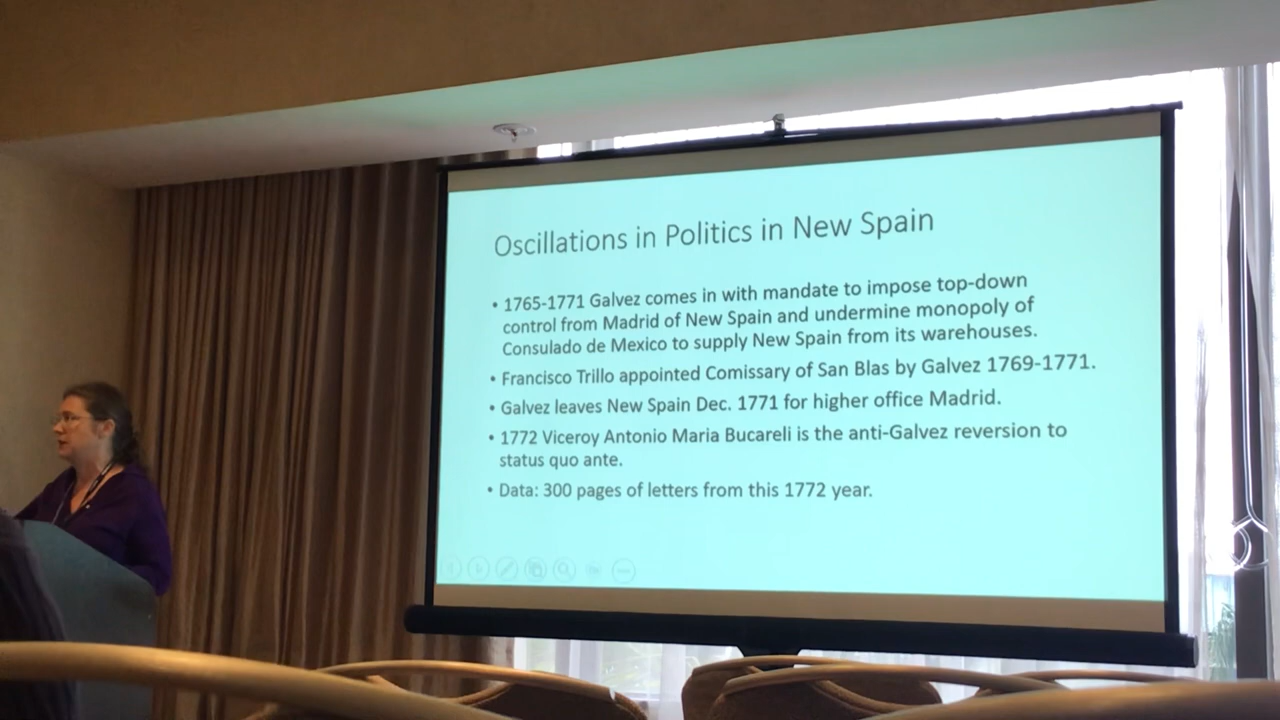 Oscillations in Politics in New Spain
• 1765-1771 Galvez comes in with mandate to impose top-down
control from Madrid of New Spain and undermine monopoly of
Consulado de Mexico to supply New Spain from its warehouses.
• Francisco Trillo appointed Comissary of San Blas by Galvez 1769-1771.
• Galvez leaves New Spain Dec. 1771 for higher office Madrid.
• 1772 Viceroy Antonio Maria Bucareli is the anti-Galvez reversion to
status quo ante.
• Data: 300 pages of letters from this 1772 year.